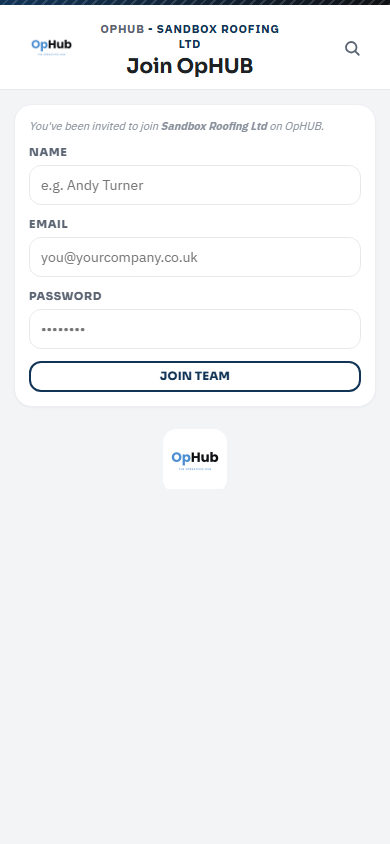 OpHub
OPHUB - SANDBOX ROOFING
LTD
Join OpHUB
You've been invited to join Sandbox Roofing Ltd on OpHUB.
NAME
e.g. Andy Turner
EMAIL
you@yourcompany.co.uk
PASSWORD
••••••••
JOIN TEAM
OpHub